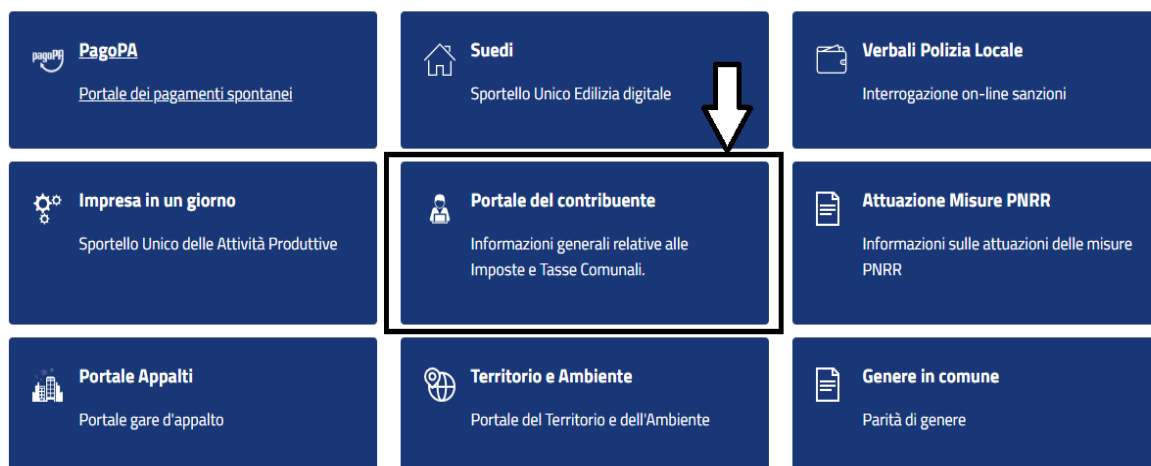 pagoPA
PagoPA
Portale dei pagamenti spontanei
Suedi
Sportello Unico Edilizia digitale
Verbali Polizia Locale
Interrogazione on-line sanzioni
Impresa in un giorno
Sportello Unico delle Attività Produttive
Portale del contribuente
Informazioni generali relative alle
Imposte e Tasse Comunali.
Attuazione Misure PNRR
Informazioni sulle attuazioni delle misure
PNRR
Portale Appalti
Portale gare d'appalto
Territorio e Ambiente
Portale del Territorio e dell'Ambiente
Genere in comune
Parità di genere